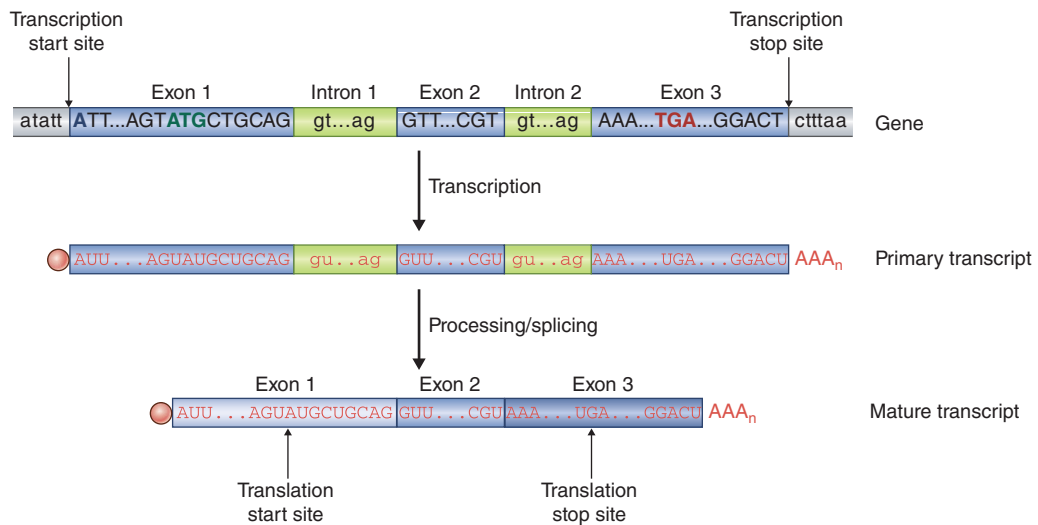 Transcription
start site
Transcription
stop site
Exon 1 Intron 1 Exon 2 Intron 2 Exon 3
atatt ATT...AGTATGCTGCAG gt...ag GTT...CGT gt...ag AAA...TGA...GGACT ctttaa Gene
Transcription
AUU...AGUAUGCUGCAG gu..ag GUU...CGU gu..ag AAA...UGA...GGACU AAAn Primary transcript
Processing/splicing
Exon 1 Exon 2 Exon 3
AUU...AGUAUGCUGCAG GUU...CGU AAA...UGA...GGACU AAAn Mature transcript
Translation
start site
Translation
stop site